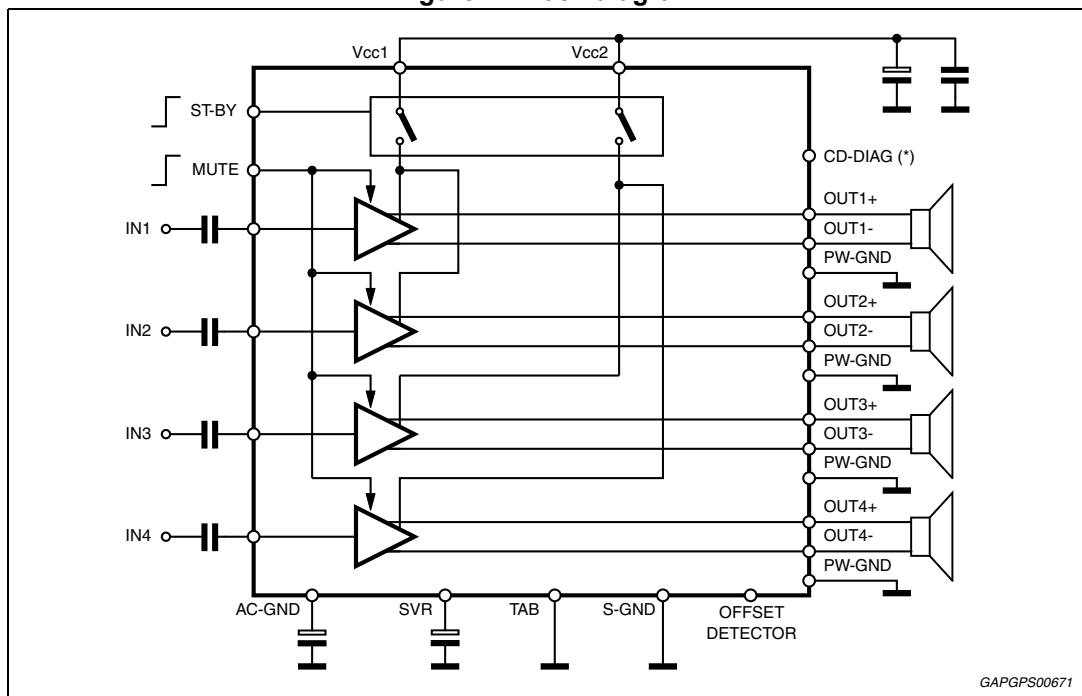 Vcc1
Vcc2
ST-BY
MUTE
CD-DIAG (*)
OUT1+
IN1
OUT1-
PW-GND
OUT2+
IN2
OUT2-
PW-GND
OUT3+
IN3
OUT3-
PW-GND
OUT4+
IN4
OUT4-
PW-GND
AC-GND
SVR
TAB
S-GND
OFFSET
DETECTOR
GAPGPS00671